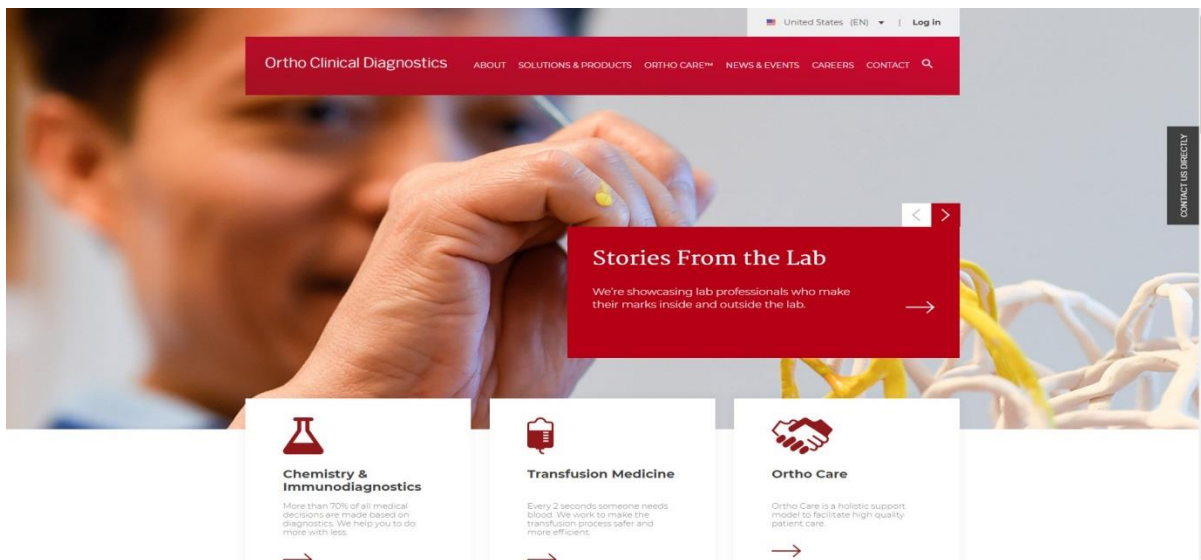 United States (EN) | Log in
Ortho Clinical Diagnostics ABOUT SOLUTIONS & PRODUCTS ORTHO CARE™ NEWS & EVENTS CAREERS CONTACT
CONTACT US DIRECTLY
Stories From the Lab
We're showcasing lab professionals who make
their marks inside and outside the lab.
Chemistry &
Immunodiagnostics
More than 70% of all medical
decisions are made based on
diagnostics. We help you to do
more with less.
Transfusion Medicine
Every 2 seconds someone needs
blood. We work to make the
transfusion process safer and
more efficient.
Ortho Care
Ortho Care is a holistic support
model to facilitate high quality
patient care.